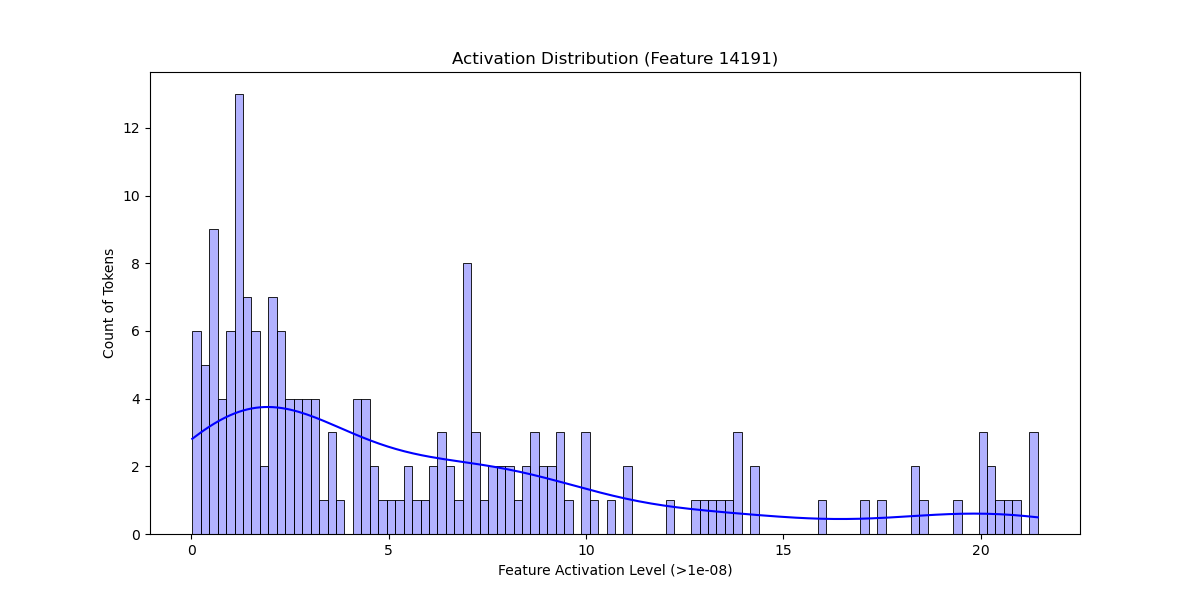 Activation Distribution (Feature 14191)
Count of Tokens
12
10
8
6
4
2
0
0 5 10 15 20
Feature Activation Level (>1e-08)